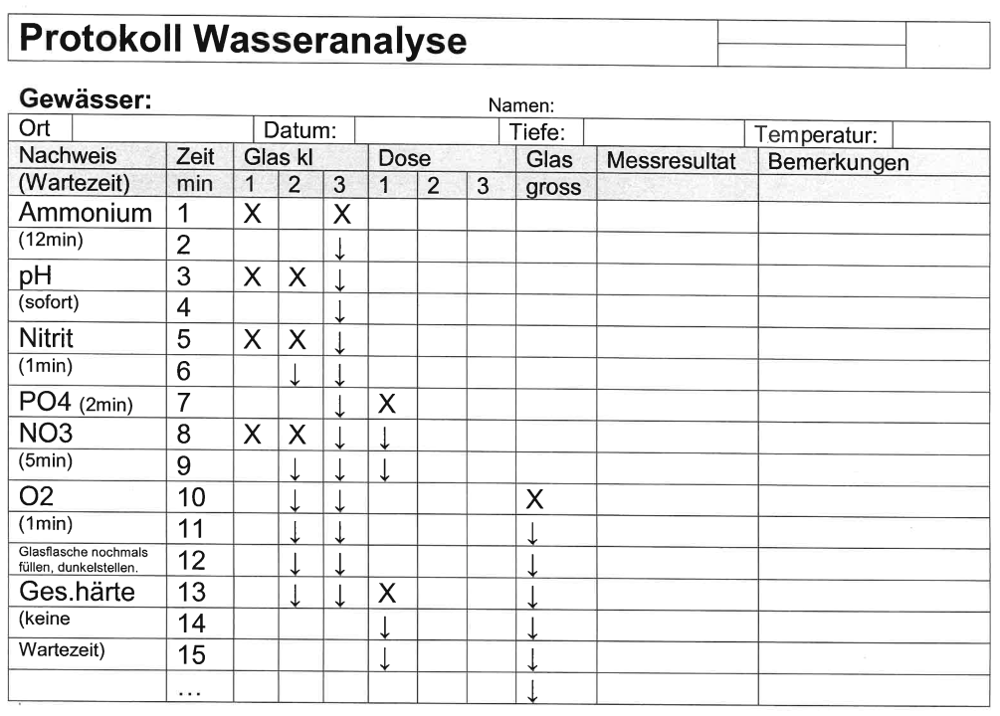 Protokoll Wasseranalyse
Gewässer: Namen:
Ort Datum: Tiefe: Temperatur:
Nachweis Zeit Glas kl Dose Glas Messresultat Bemerkungen
(Wartezeit) min 1 2 3 1 2 3 gross
Ammonium 1 X X
(12min) 2 ↓
pH 3 X X ↓
(sofort) 4 ↓
Nitrit 5 X X ↓
(1min) 6 ↓ ↓
PO4 (2min) 7 ↓ X
NO3 8 X X ↓ ↓
(5min) 9 ↓ ↓ ↓
O2 10 ↓ ↓ X
(1min) 11 ↓ ↓ ↓
Glasflasche nochmals
füllen, dunkelstellen. 12 ↓ ↓ ↓
Ges.härte 13 ↓ ↓ X ↓
(keine 14 ↓ ↓
Wartezeit) 15 ↓ ↓
... ↓